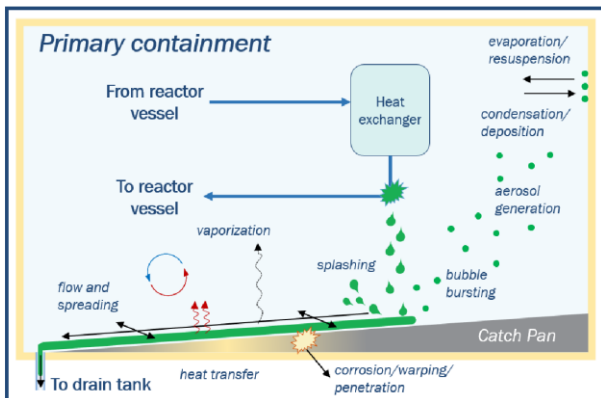 Primary containment
evaporation/
resuspension
From reactor
vessel
Heat
exchanger
condensation/
deposition
To reactor
vessel
aerosol
generation
vaporization
splashing
bubble
bursting
flow and
spreading
Catch Pan
To drain tank
heat transfer
corrosion/warping/
penetration